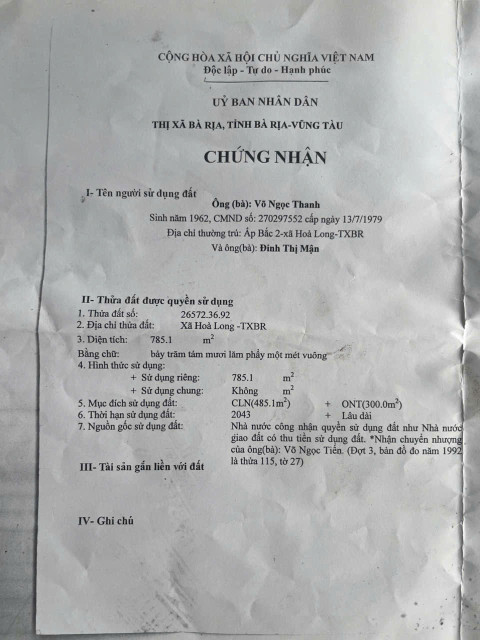 CỘNG HÒA XÃ HỘI CHỦ NGHĨA VIỆT NAM
Độc lập - Tự do - Hạnh phúc
UỶ BAN NHÂN DÂN
THỊ XÃ BÀ RỊA, TỈNH BÀ RỊA-VŨNG TÀU
CHỨNG NHẬN
I- Tên người sử dụng đất
Ông (bà): Võ Ngọc Thanh
Sinh năm 1962, CMND số: 270297552 cấp ngày 13/7/1979
Địa chỉ thường trú: Ấp Bắc 2-xã Hoà Long-TXBR
Và ông(bà): Đinh Thị Mận
II- Thửa đất được quyền sử dụng
1. Thửa đất số: 26572.36.92
2. Địa chỉ thửa đất: Xã Hoà Long -TXBR
3. Diện tích: 785.1 m2
Bằng chữ: bảy trăm tám mươi lăm phẩy một mét vuông
4. Hình thức sử dụng:
+ Sử dụng riêng: 785.1 m2
+ Sử dụng chung: Không m2
5. Mục đích sử dụng đất: CLN(485.1m2) + ONT(300.0m2)
6. Thời hạn sử dụng đất: 2043 + Lâu dài
7. Nguồn gốc sử dụng đất: Nhà nước công nhận quyền sử dụng đất như Nhà nước
giao đất có thu tiền sử dụng đất. *Nhận chuyển nhượng
của ông(bà): Võ Ngọc Tiến. (Đợt 3, bản đồ đo năm 1992
là thửa 115, tờ 27)
III- Tài sản gắn liền với đất
IV- Ghi chú